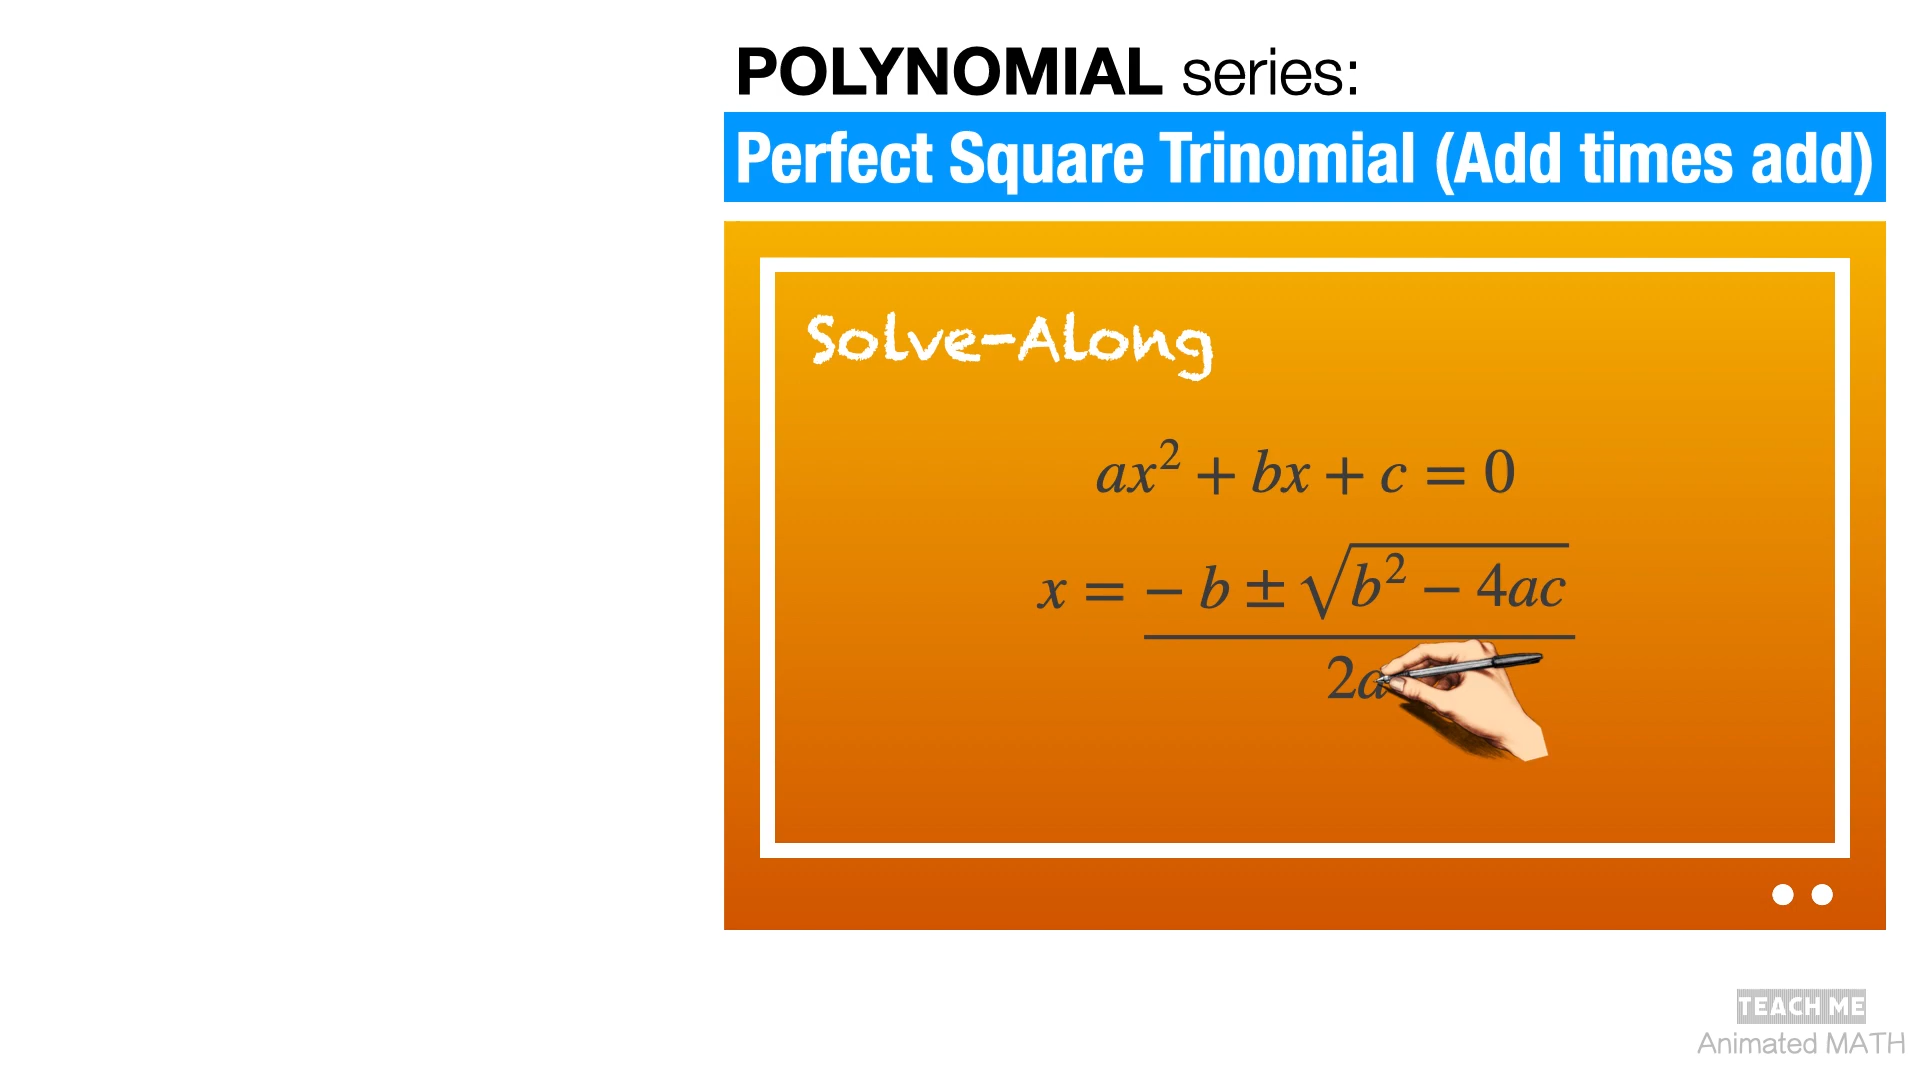 POLYNOMIAL series:
Perfect Square Trinomial (Add times add)
Solve-Along
ax² + bx + c = 0
x = − b ± √b² − 4ac
2a
TEACH ME
Animated MATH